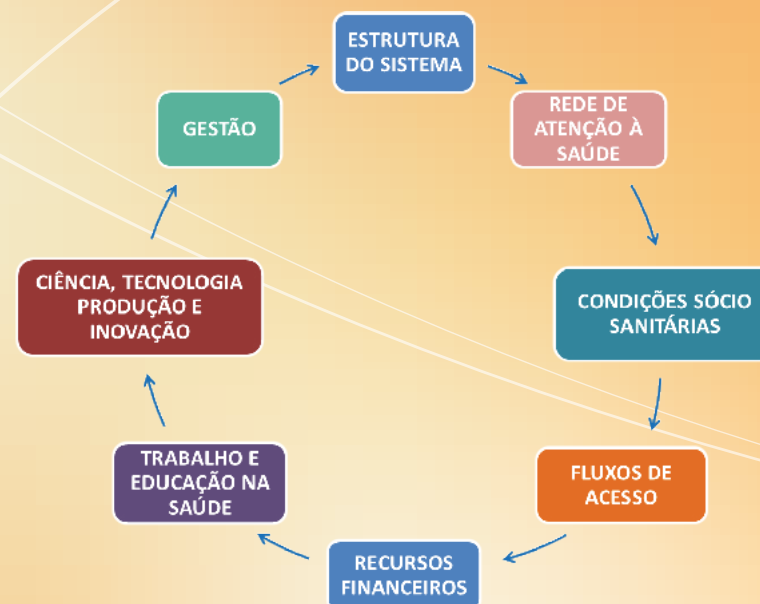 ESTRUTURA
DO SISTEMA
REDE DE
ATENÇÃO À
SAÚDE
CONDIÇÕES SÓCIO
SANITÁRIAS
FLUXOS DE
ACESSO
RECURSOS
FINANCEIROS
TRABALHO E
EDUCAÇÃO NA
SAÚDE
CIÊNCIA, TECNOLOGIA
PRODUÇÃO E
INOVAÇÃO
GESTÃO